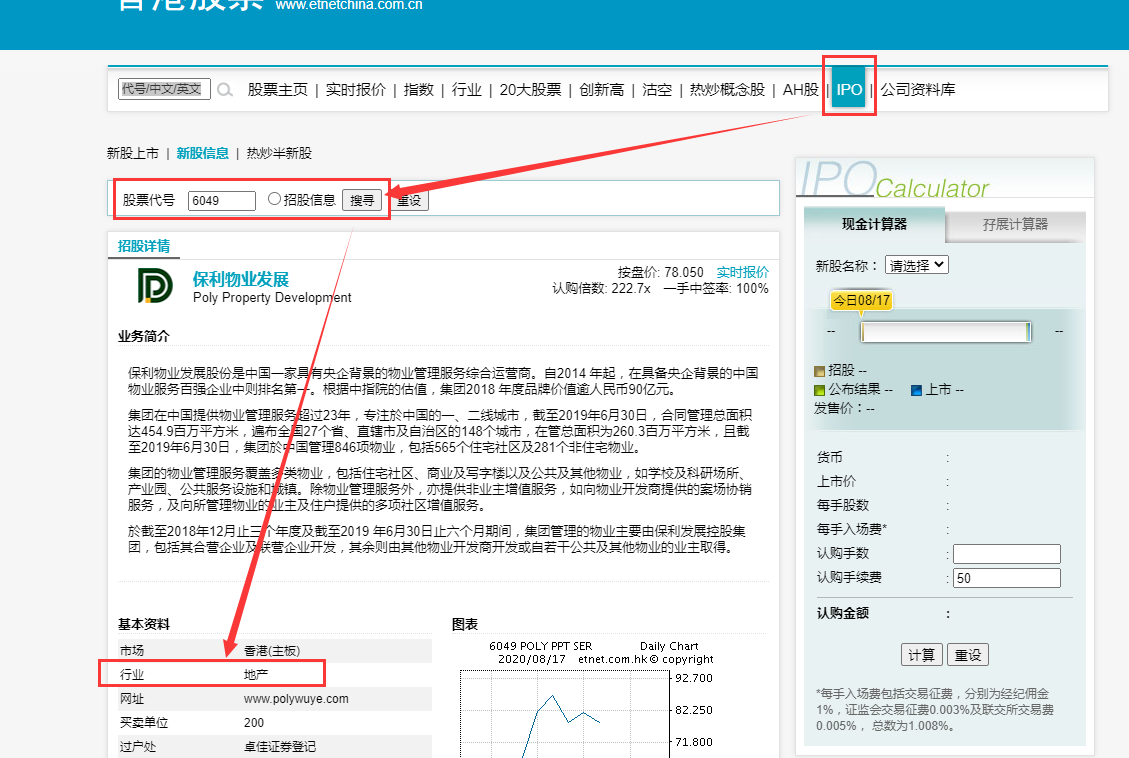 香港股票 www.etnetchina.com.cn
代号/中文/英文 股票主页 | 实时报价 | 指数 | 行业 | 20大股票 | 创新高 | 沽空 | 热炒概念股 | AH股 | IPO | 公司资料库
新股上市 | 新股信息 | 热炒半新股
股票代号 6049 招股信息 搜寻 重设
招股详情
保利物业发展
Poly Property Development
按盘价: 78.050 实时报价
认购倍数: 222.7x 一手中签率: 100%
业务简介
保利物业发展股份是中国一家具有央企背景的物业管理服务综合运营商。自2014 年起，在具备央企背景的中国
物业服务百强企业中则排名第一。根据中指院的估值，集团2018 年度品牌价值逾人民币90亿元。
集团在中国提供物业管理服务超过23年，专注於中国的一、二线城市，截至2019年6月30日，合同管理总面积
达454.9百万平方米，遍布全国27个省、直辖市及自治区的148个城市，在管总面积为260.3百万平方米，且截
至2019年6月30日，集团於中国管理846项物业，包括565个住宅社区及281个非住宅物业。
集团的物业管理服务覆盖多类物业，包括住宅社区、商业及写字楼以及公共及其他物业，如学校及科研场所、
产业园、公共服务设施和城镇。除物业管理服务外，亦提供非业主增值服务，如向物业开发商提供的案场协销
服务，及向所管理物业的业主及住户提供的多项社区增值服务。
於截至2018年12月止三个年度及截至2019 年6月30日止六个月期间，集团管理的物业主要由保利发展控股集
团，包括其合营企业及联营企业开发，其余则由其他物业开发商开发或自若干公共及其他物业的业主取得。
基本资料
市场 香港(主板)
行业 地产
网址 www.polywuye.com
买卖单位 200
过户处 卓佳证券登记
图表
6049 POLY PPT SER Daily Chart
2020/08/17 etnet.com.hk © copyright
92.700
82.250
71.800
IPO Calculator
现金计算器 孖展计算器
新股名称： 请选择
今日08/17
-- --
招股 --
公布结果 -- 上市 --
发售价：--
货币 :
上市价 :
每手股数 :
每手入场费* :
认购手数 :
认购手续费 : 50
认购金额 :
计算 重设
*每手入场费包括交易征费，分别为经纪佣金
1%，证监会交易征费0.003%及联交所交易费
0.005%， 总数为1.008%。